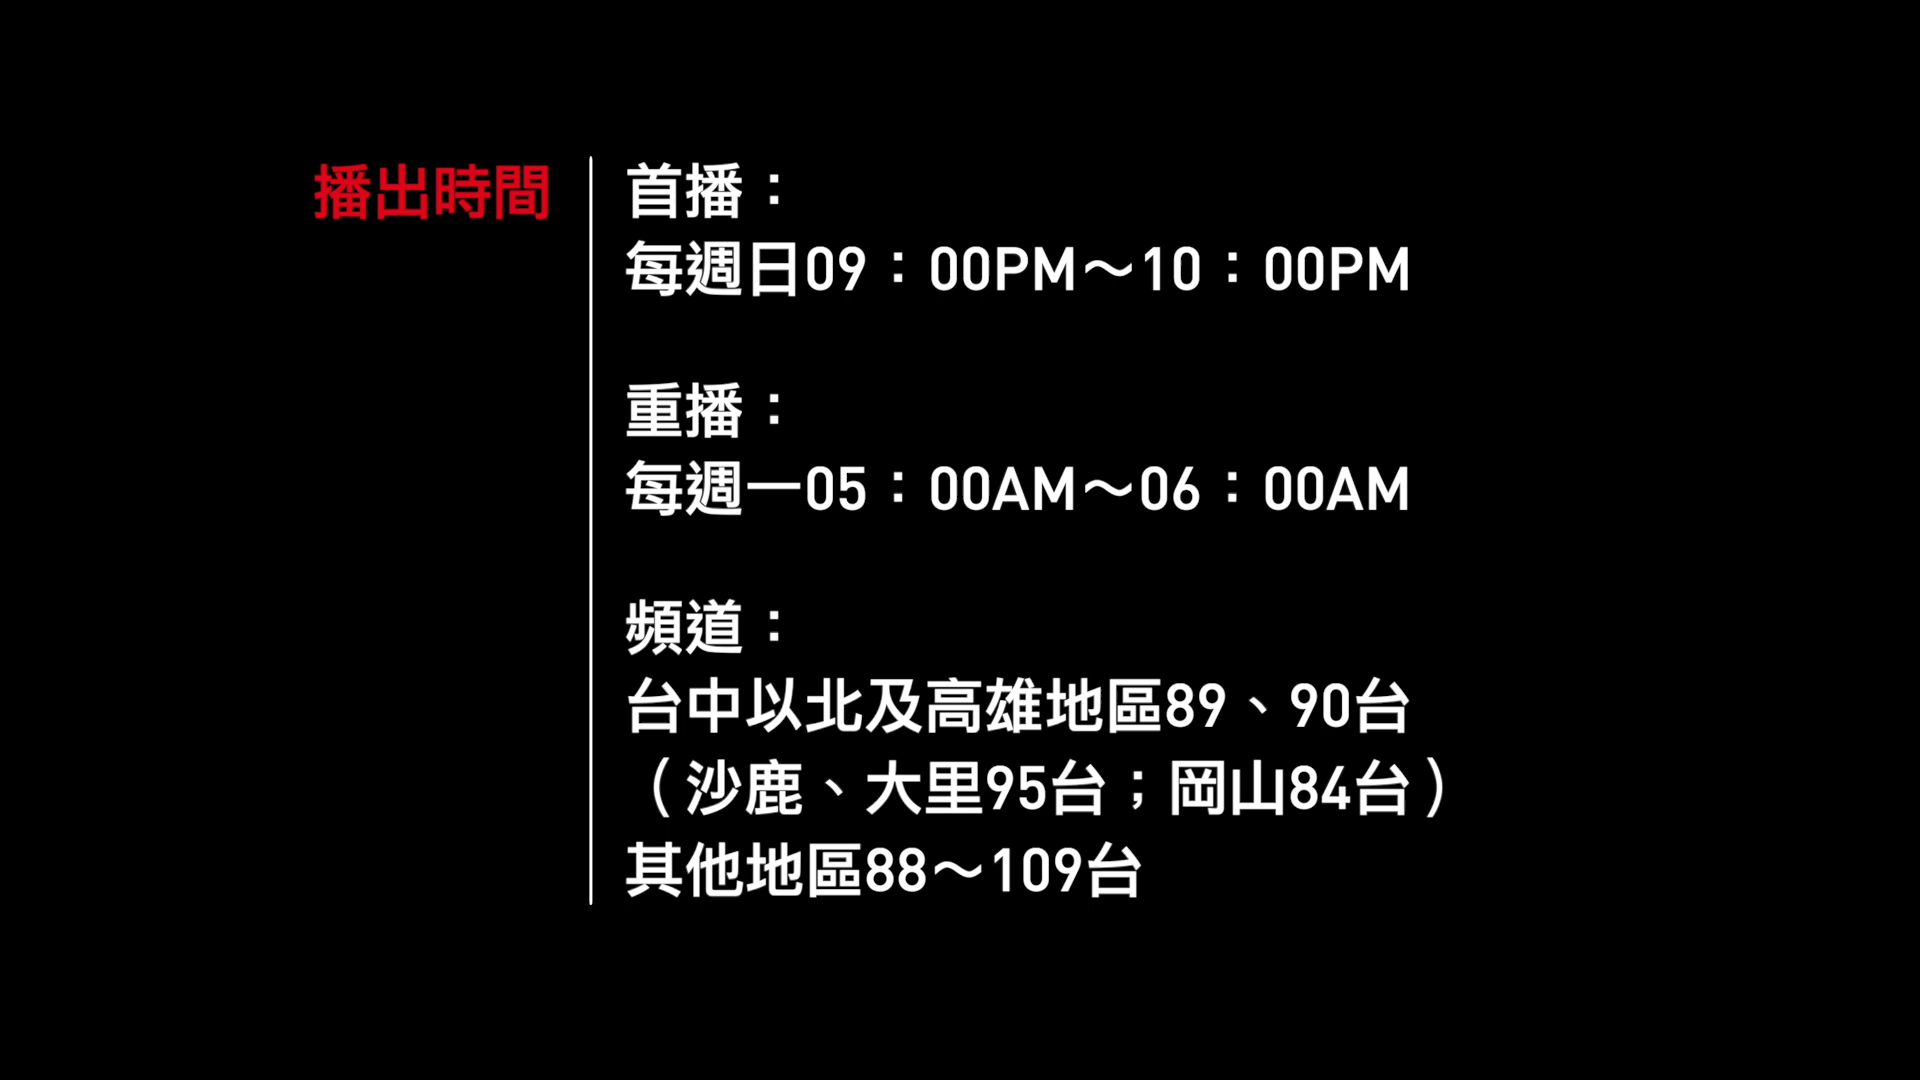 播出時間
首播：
每週日09：00PM～10：00PM
重播：
每週一05：00AM～06：00AM
頻道：
台中以北及高雄地區89、90台
（沙鹿、大里95台；岡山84台）
其他地區88～109台